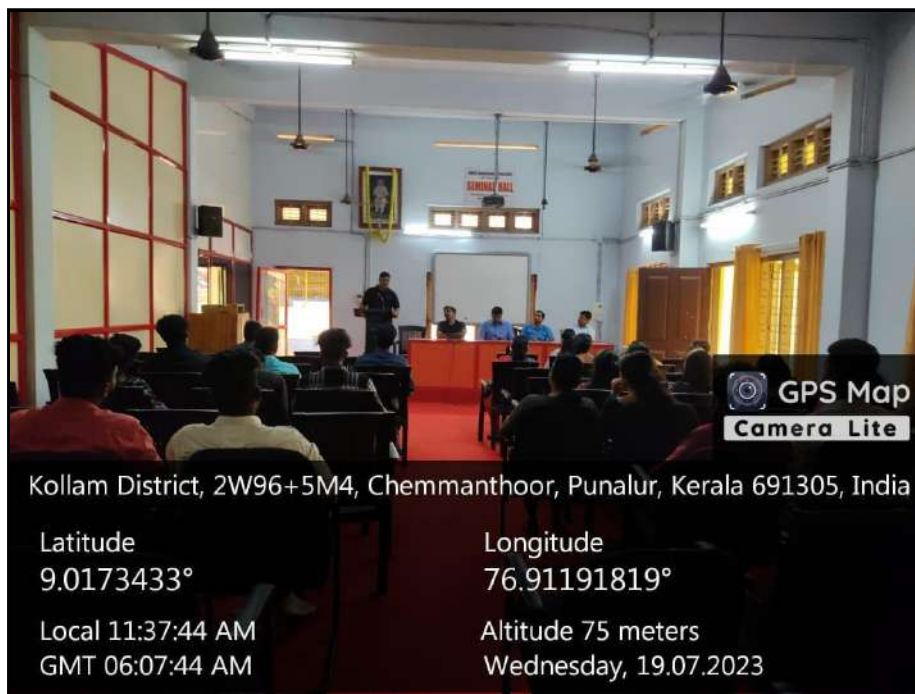 SEMINAR HALL
GPS Map
Camera Lite
Kollam District, 2W96+5M4, Chemmanthoor, Punalur, Kerala 691305, India
Latitude
9.0173433°
Longitude
76.91191819°
Local 11:37:44 AM
GMT 06:07:44 AM
Altitude 75 meters
Wednesday, 19.07.2023